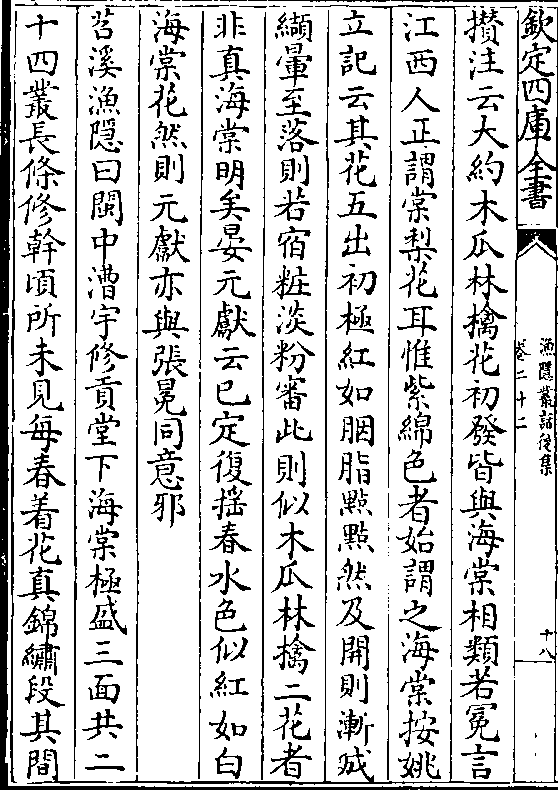 欽定四庫全書
漁隱叢話後集
卷二十二
十八
攅注云大約木瓜林檎花初發皆與海棠相類若冕言
江西人正謂棠梨花耳惟紫綿色者始謂之海棠按姚
立記云其花五出初極紅如胭脂點點然及開則漸成
纈暈至落則若宿粧淡粉審此則似木瓜林檎二花者
非真海棠明矣晏元獻云已定復揺春水色似紅如白
海棠花然則元獻亦與張冕同意邪
苕溪漁隱曰閩中漕宇修貢堂下海棠極盛三面共二
十四叢長條修幹頃所未見每春着花真錦繡段其間